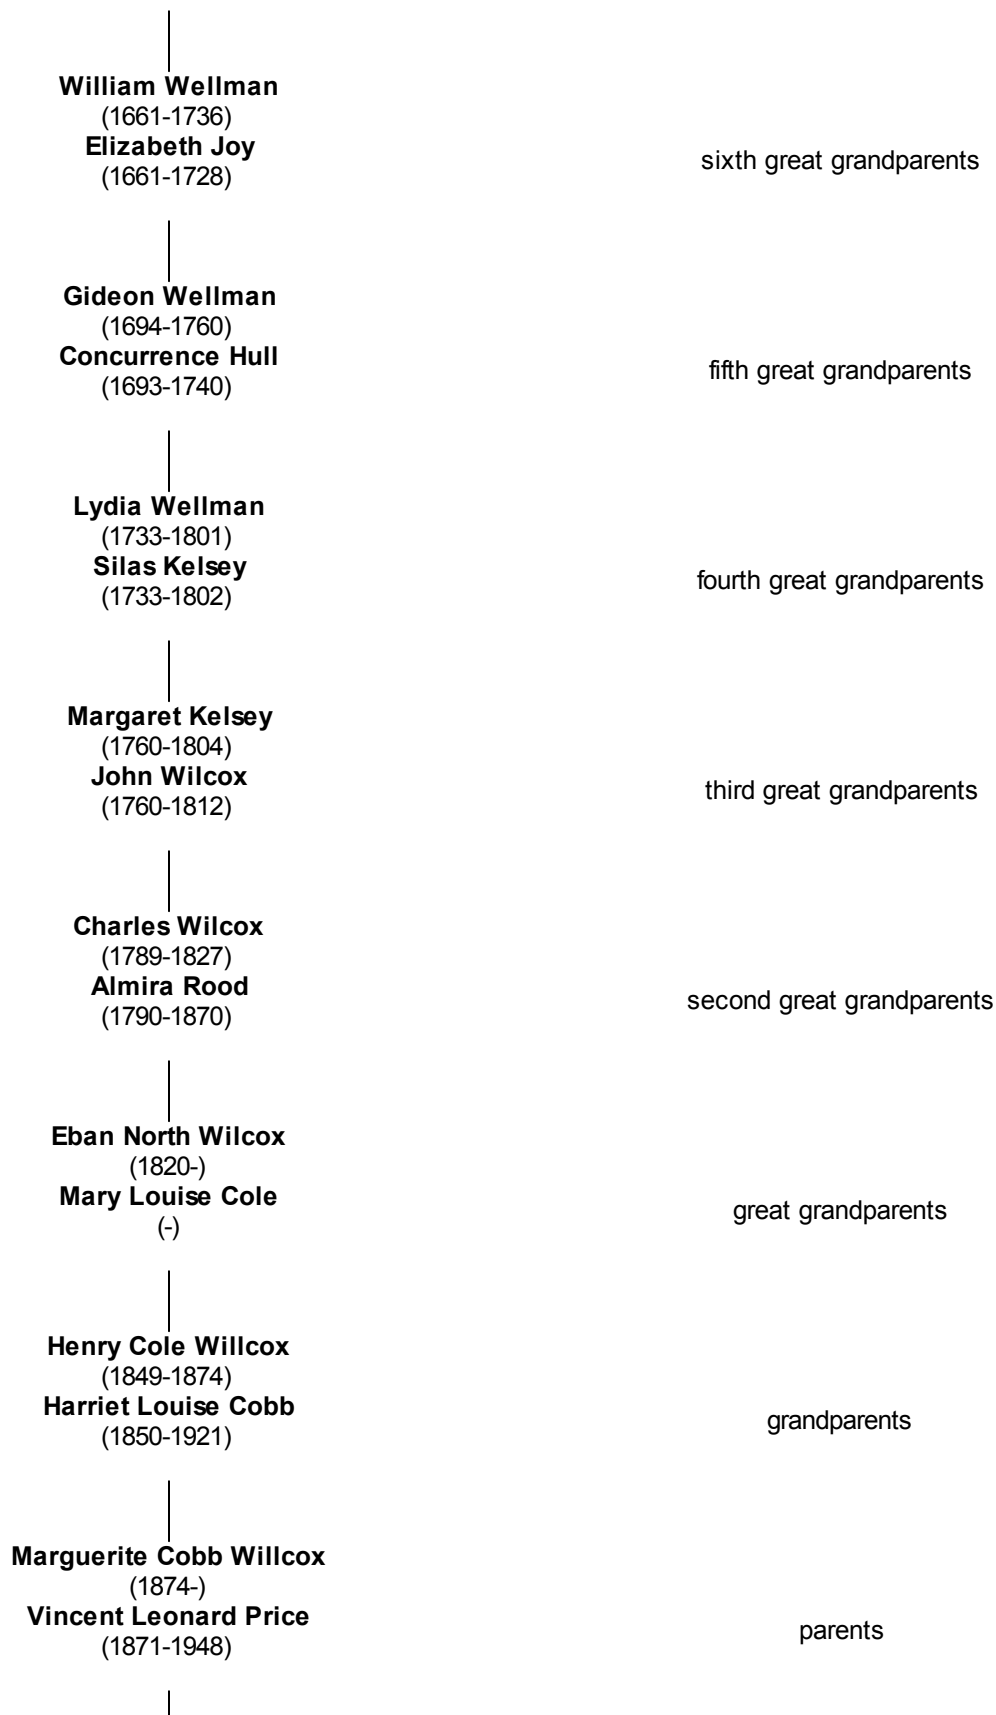 William Wellman
(1661-1736)
Elizabeth Joy
(1661-1728)
sixth great grandparents
Gideon Wellman
(1694-1760)
Concurrence Hull
(1693-1740)
fifth great grandparents
Lydia Wellman
(1733-1801)
Silas Kelsey
(1733-1802)
fourth great grandparents
Margaret Kelsey
(1760-1804)
John Wilcox
(1760-1812)
third great grandparents
Charles Wilcox
(1789-1827)
Almira Rood
(1790-1870)
second great grandparents
Eban North Wilcox
(1820-)
Mary Louise Cole
(-)
great grandparents
Henry Cole Willcox
(1849-1874)
Harriet Louise Cobb
(1850-1921)
grandparents
Marguerite Cobb Willcox
(1874-)
Vincent Leonard Price
(1871-1948)
parents